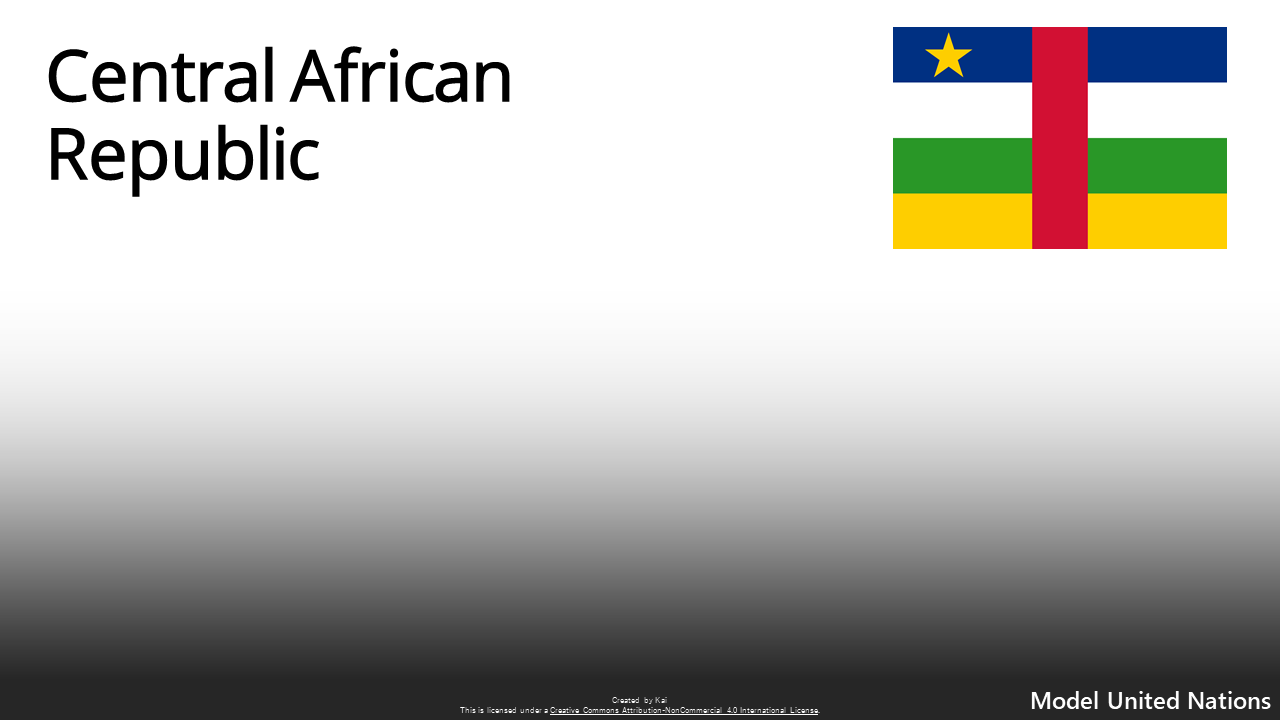 Central African
Republic
Created by Kai
This is licensed under a Creative Commons Attribution-NonCommercial 4.0 International License.
Model United Nations